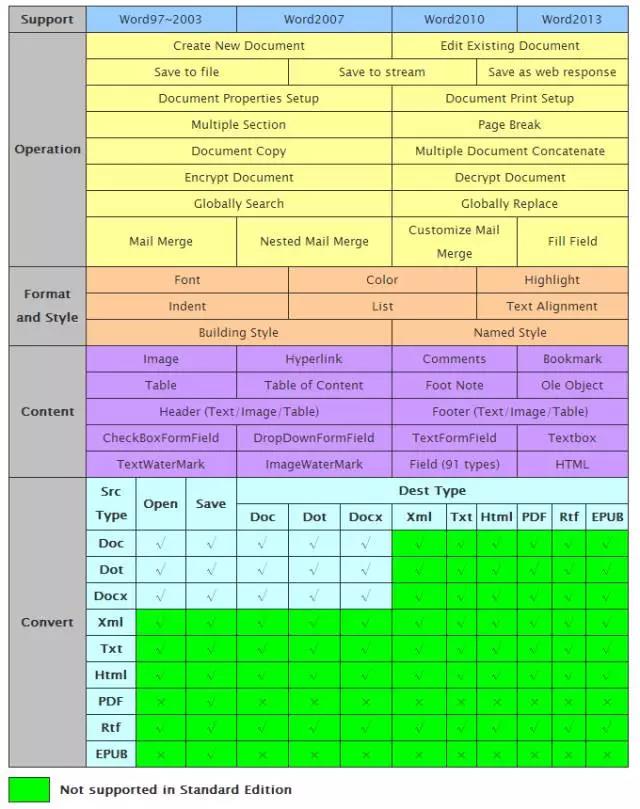 Support Word97~2003 Word2007 Word2010 Word2013
Operation
Create New Document Edit Existing Document
Save to file Save to stream Save as web response
Document Properties Setup Document Print Setup
Multiple Section Page Break
Document Copy Multiple Document Concatenate
Encrypt Document Decrypt Document
Globally Search Globally Replace
Mail Merge Nested Mail Merge Customize Mail Merge Fill Field
Format and Style
Font Color Highlight
Indent List Text Alignment
Building Style Named Style
Content
Image Hyperlink Comments Bookmark
Table Table of Content Foot Note Ole Object
Header (Text/Image/Table) Footer (Text/Image/Table)
CheckBoxFormField DropDownFormField TextFormField Textbox
TextWaterMark ImageWaterMark Field (91 types) HTML
Convert
Src Type Open Save Dest Type
Doc Dot Docx Xml Txt Html PDF Rtf EPUB
Doc √ √ √ √ √ √ √ √ √ √ √
Dot √ √ √ √ √ √ √ √ √ √ √
Docx √ √ √ √ √ √ √ √ √ √ √
Xml √ √ √ √ √ √ √ √ √ √ √
Txt √ √ √ √ √ √ √ √ √ √ √
Html √ √ √ √ √ √ √ √ √ √ √
PDF × √ × × × × × × × × ×
Rtf √ √ √ √ √ √ √ √ √ √ √
EPUB × √ × × × × × × × × ×
Not supported in Standard Edition